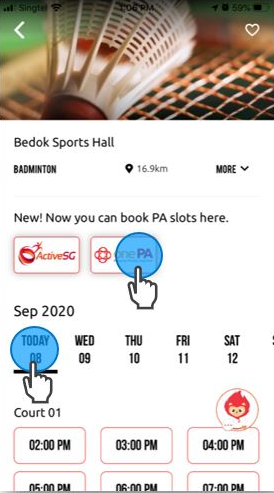 Singtel 1:06 PM 59%
Bedok Sports Hall
BADMINTON 16.9km MORE
New! Now you can book PA slots here.
ActiveSG onePA
Sep 2020
TODAY WED THU FRI SAT
08 09 10 11 12
Court 01
02:00 PM 03:00 PM 04:00 PM
05:00 PM 06:00 PM 07:00 PM